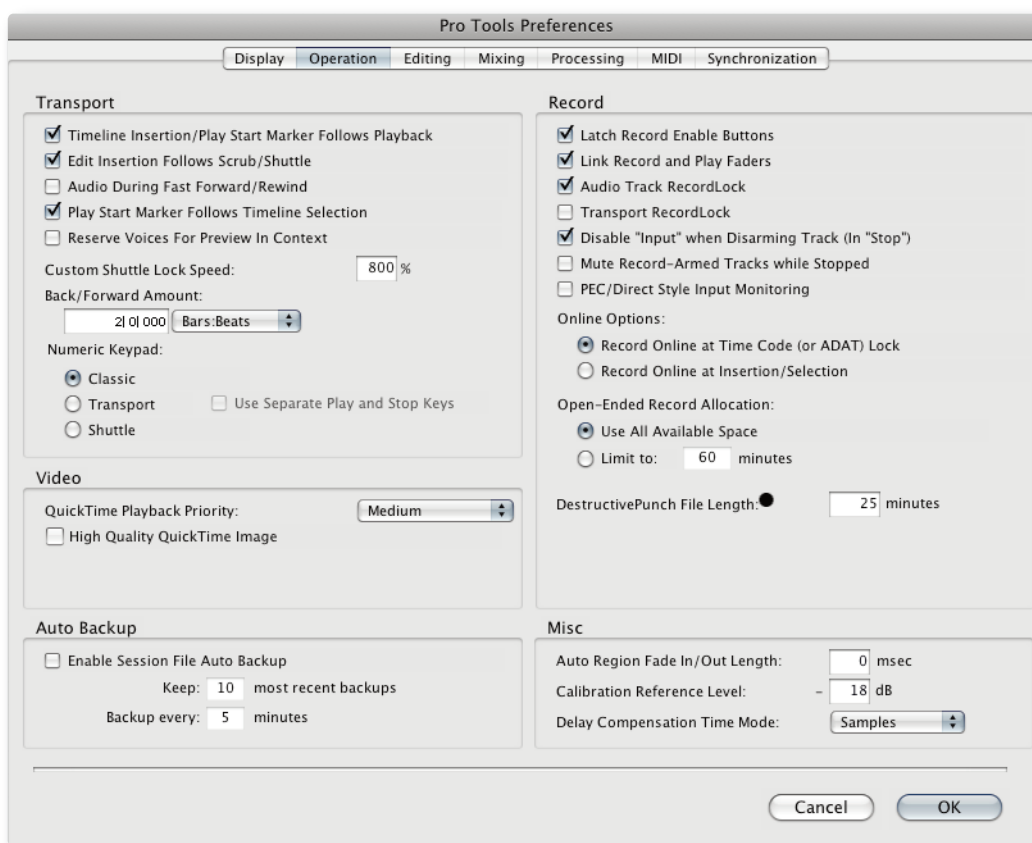 Pro Tools Preferences
Display Operation Editing Mixing Processing MIDI Synchronization
Transport
Timeline Insertion/Play Start Marker Follows Playback
Edit Insertion Follows Scrub/Shuttle
Audio During Fast Forward/Rewind
Play Start Marker Follows Timeline Selection
Reserve Voices For Preview In Context
Custom Shuttle Lock Speed: 800 %
Back/Forward Amount:
2| 0| 000 Bars:Beats
Numeric Keypad:
Classic
Transport Use Separate Play and Stop Keys
Shuttle
Video
QuickTime Playback Priority: Medium
High Quality QuickTime Image
Auto Backup
Enable Session File Auto Backup
Keep: 10 most recent backups
Backup every: 5 minutes
Record
Latch Record Enable Buttons
Link Record and Play Faders
Audio Track RecordLock
Transport RecordLock
Disable "Input" when Disarming Track (In "Stop")
Mute Record-Armed Tracks while Stopped
PEC/Direct Style Input Monitoring
Online Options:
Record Online at Time Code (or ADAT) Lock
Record Online at Insertion/Selection
Open-Ended Record Allocation:
Use All Available Space
Limit to: 60 minutes
DestructivePunch File Length: 25 minutes
Misc
Auto Region Fade In/Out Length: 0 msec
Calibration Reference Level: - 18 dB
Delay Compensation Time Mode: Samples
Cancel OK